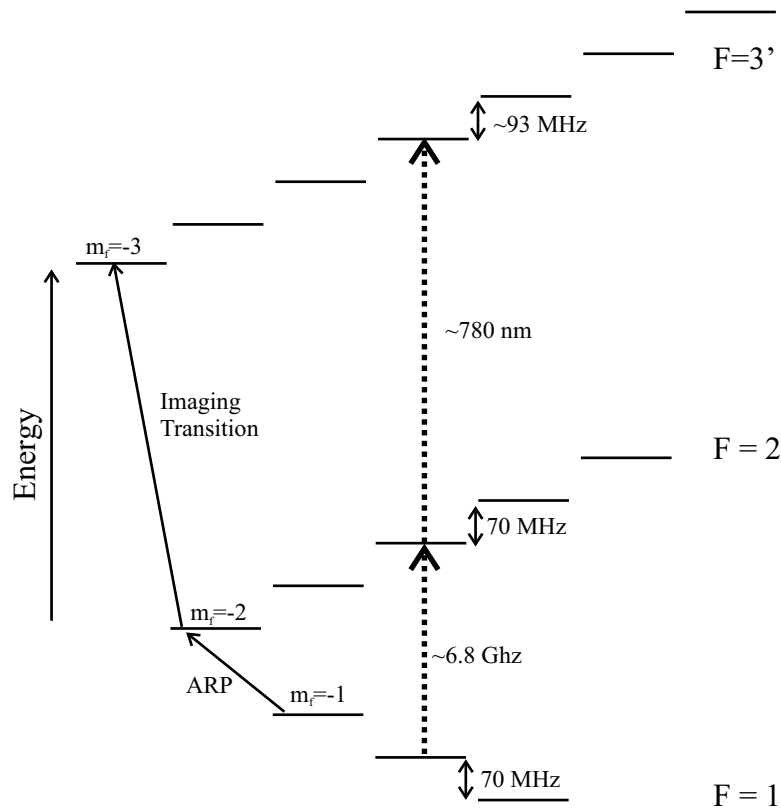 F=3’
~93 MHz
m_f=-3
~780 nm
Imaging
Transition
Energy
F = 2
70 MHz
m_f=-2
~6.8 Ghz
ARP
m_f=-1
70 MHz
F = 1